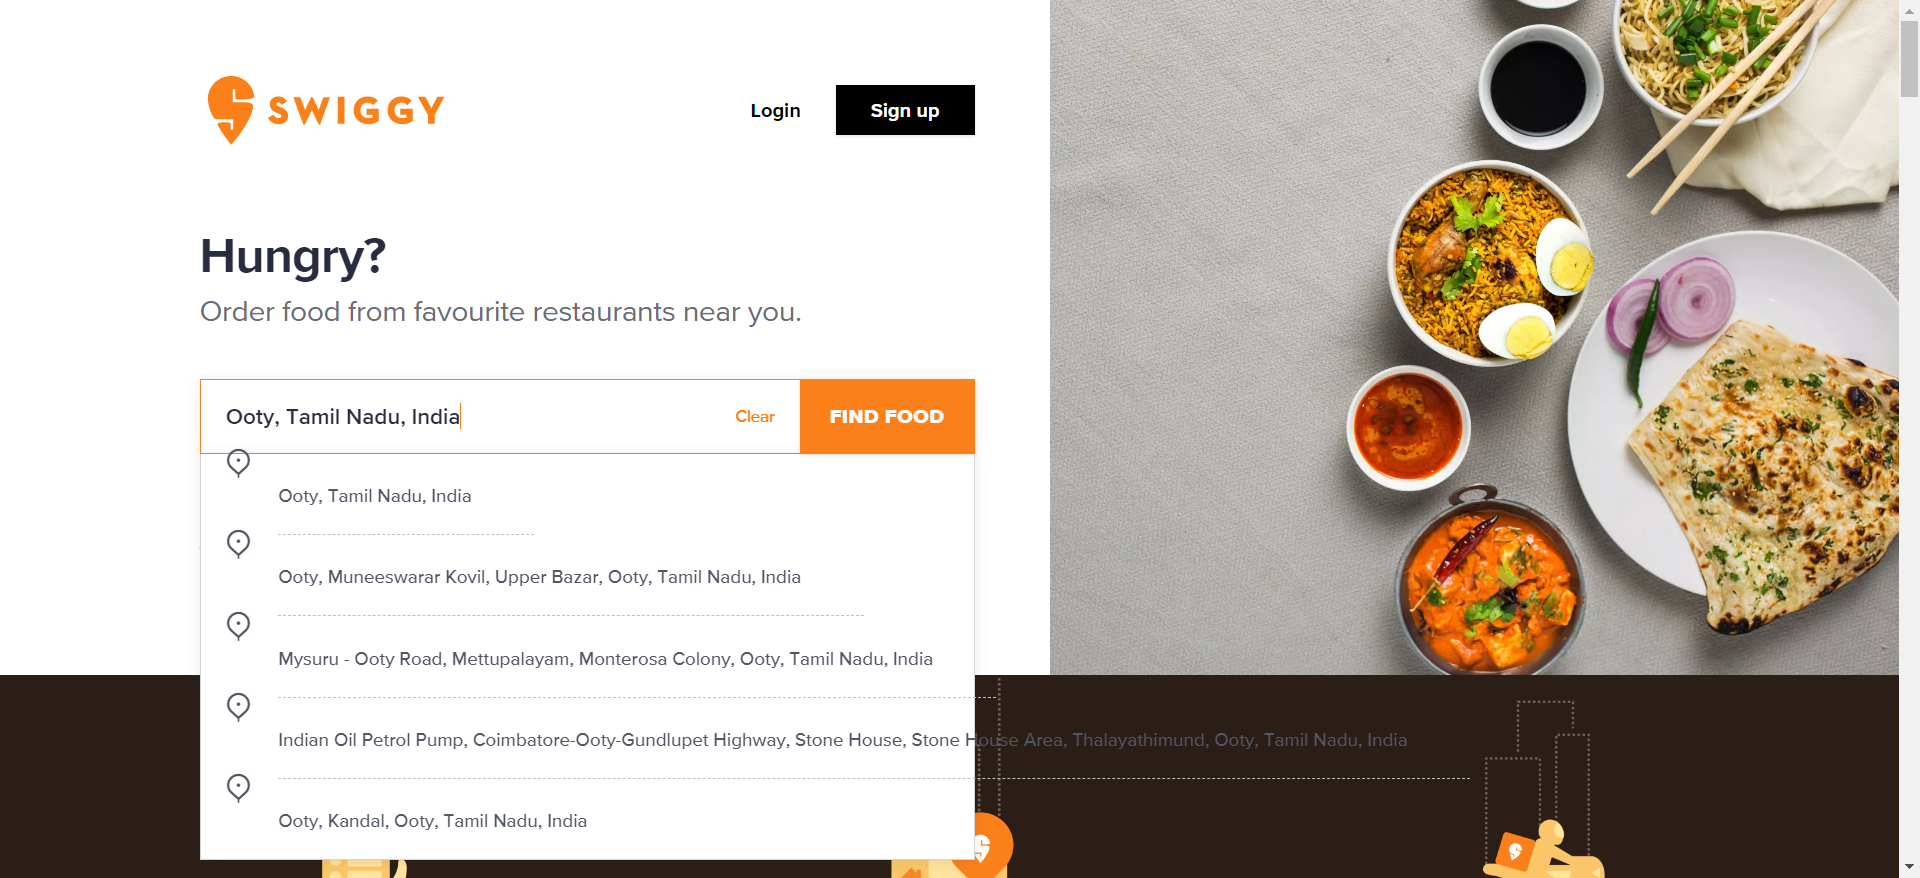 SWIGGY
Login
Sign up
Hungry?
Order food from favourite restaurants near you.
Ooty, Tamil Nadu, India
Clear
FIND FOOD
Ooty, Tamil Nadu, India
Ooty, Muneeswarar Kovil, Upper Bazar, Ooty, Tamil Nadu, India
Mysuru - Ooty Road, Mettupalayam, Monterosa Colony, Ooty, Tamil Nadu, India
Indian Oil Petrol Pump, Coimbatore-Ooty-Gundlupet Highway, Stone House, Stone House Area, Thalayathimund, Ooty, Tamil Nadu, India
Ooty, Kandal, Ooty, Tamil Nadu, India